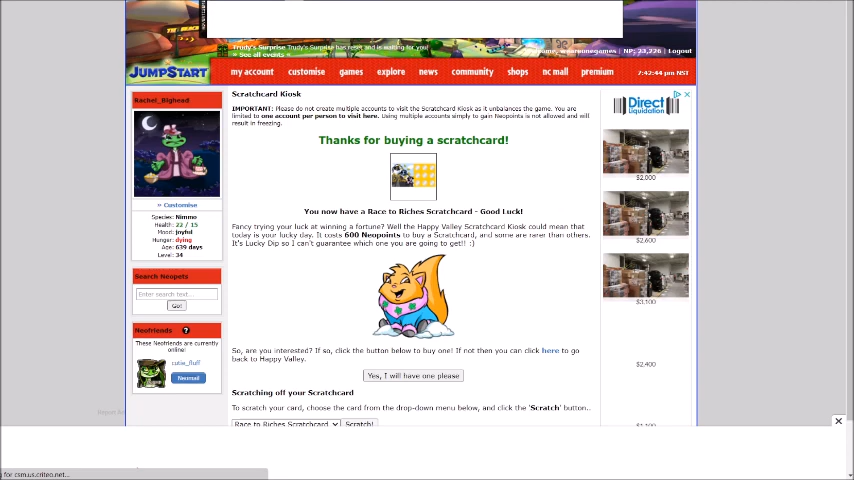 Trudy's Surprise Trudy's Surprise has reset and is waiting for you!
» See all events «
| NP: 23,226 | Logout
JUMPSTART
my account customise games explore news community shops nc mall premium
7:42:44 pm NST
Rachel_Bighead
» Customise
Species: Nimmo
Health: 22 / 15
Mood: joyful
Hunger: dying
Age: 639 days
Level: 34
Search Neopets
Enter search text...
Go!
Neofriends ?
These Neofriends are currently
online!
cutie_fluff
Neomail
Scratchcard Kiosk
IMPORTANT: Please do not create multiple accounts to visit the Scratchcard Kiosk as it unbalances the game. You are
limited to one account per person to visit here. Using multiple accounts simply to gain Neopoints is not allowed and will
result in freezing.
Thanks for buying a scratchcard!
You now have a Race to Riches Scratchcard - Good Luck!
Fancy trying your luck at winning a fortune? Well the Happy Valley Scratchcard Kiosk could mean that
today is your lucky day. It costs 600 Neopoints to buy a Scratchcard, and some are rarer than others.
It's Lucky Dip so I can't guarantee which one you are going to get!! :)
So, are you interested? If so, click the button below to buy one! If not then you can click here to go
back to Happy Valley.
Yes, I will have one please
Scratching off your Scratchcard
To scratch your card, choose the card from the drop-down menu below, and click the 'Scratch' button..
Race to Riches Scratchcard Scratch!
Direct
Liquidation
$2,000
$2,600
$3,100
$2,400
g for csm.us.criteo.net...